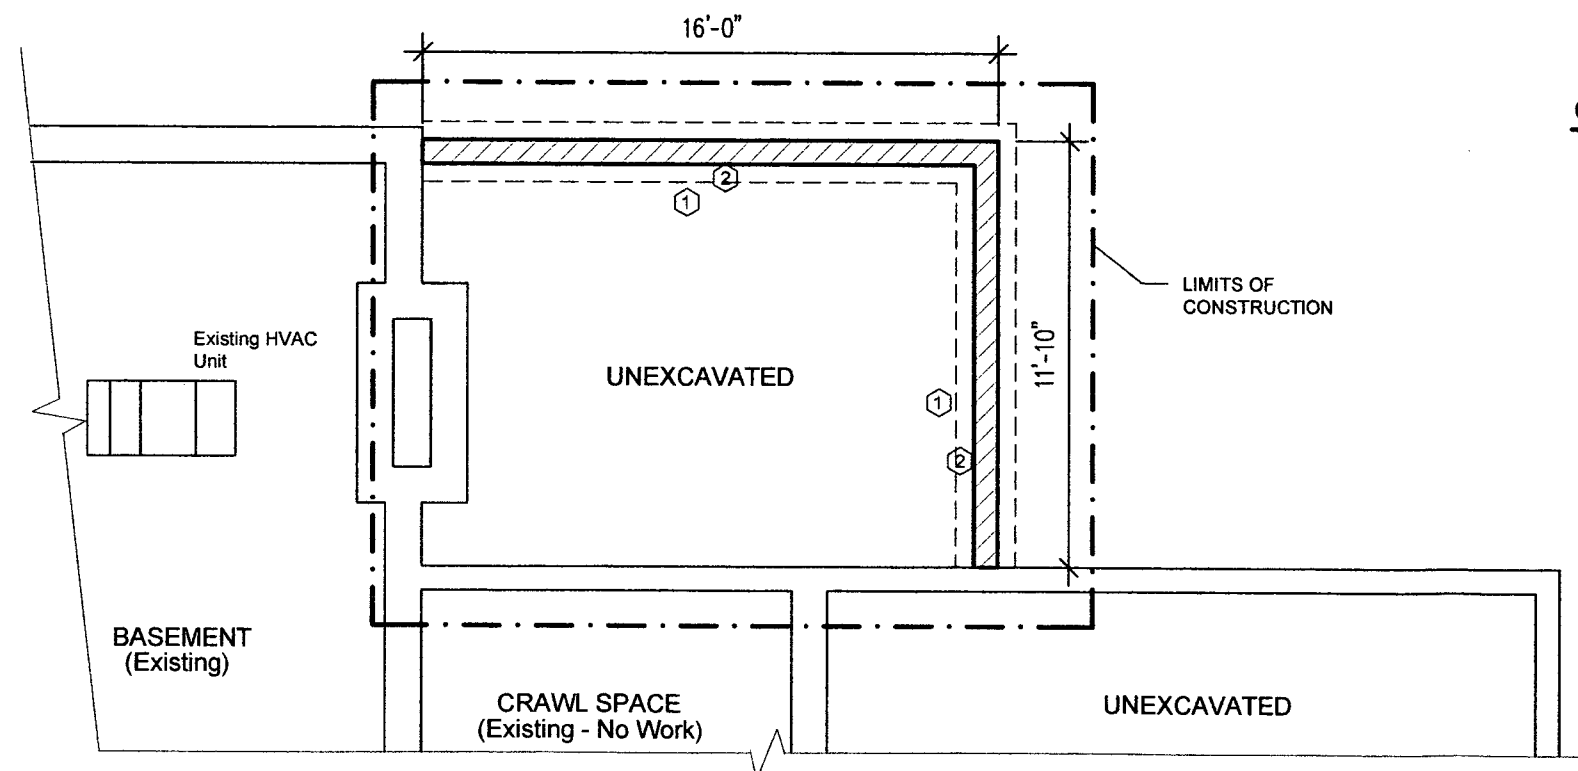 16'-0"
2
1
LIMITS OF
CONSTRUCTION
Existing HVAC
Unit
11'-10"
UNEXCAVATED
1
2
BASEMENT
(Existing)
CRAWL SPACE
(Existing - No Work)
UNEXCAVATED